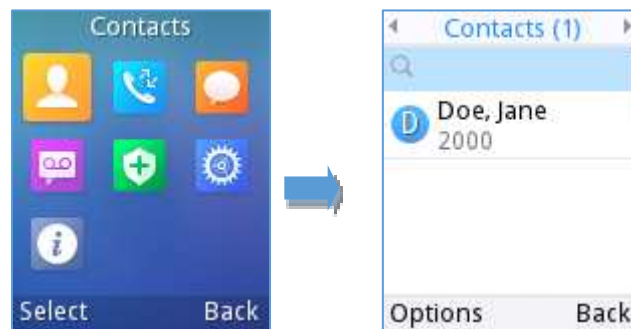 Contacts
Select Back
Contacts (1)
D
Doe, Jane
2000
Options Back